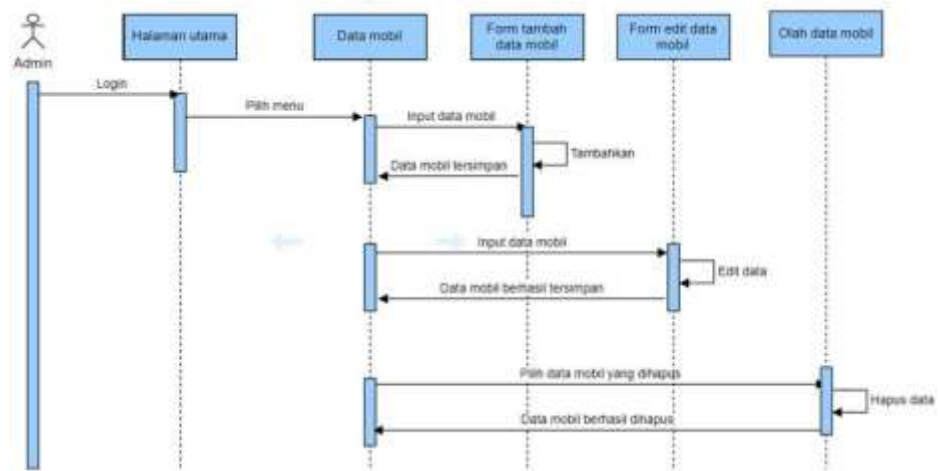 Halaman utama
Data mobil
Form tambah
data mobil
Form edit data
mobil
Olah data mobil
Admin
Login
Pilih menu
Input data mobil
Tambahkan
Data mobil tersimpan
Input data mobil
Edit data
Data mobil berhasil tersimpan
Pilih data mobil yang dihapus
Hapus data
Data mobil berhasil dihapus